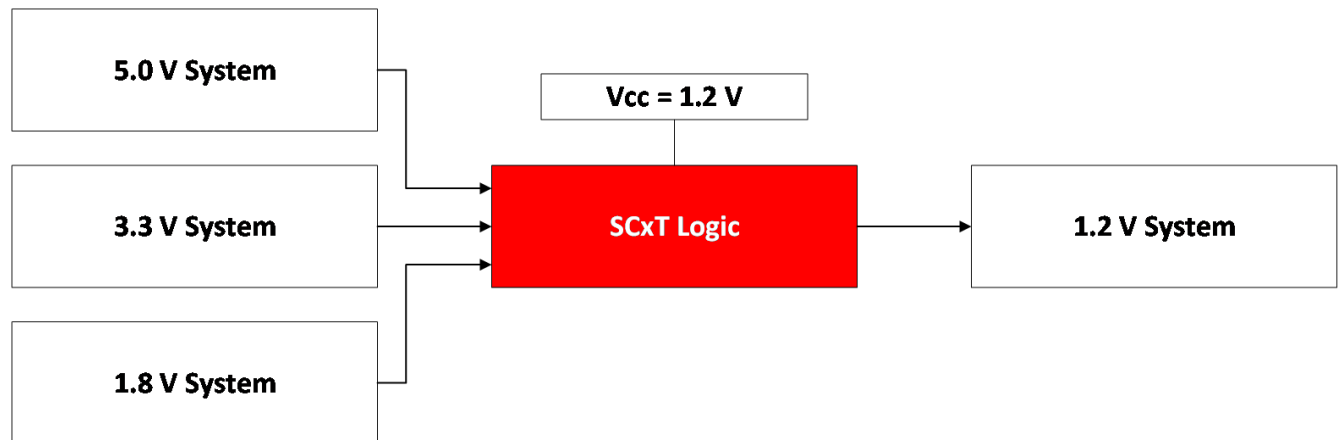 5.0 V System
Vcc = 1.2 V
3.3 V System
SCxT Logic
1.2 V System
1.8 V System